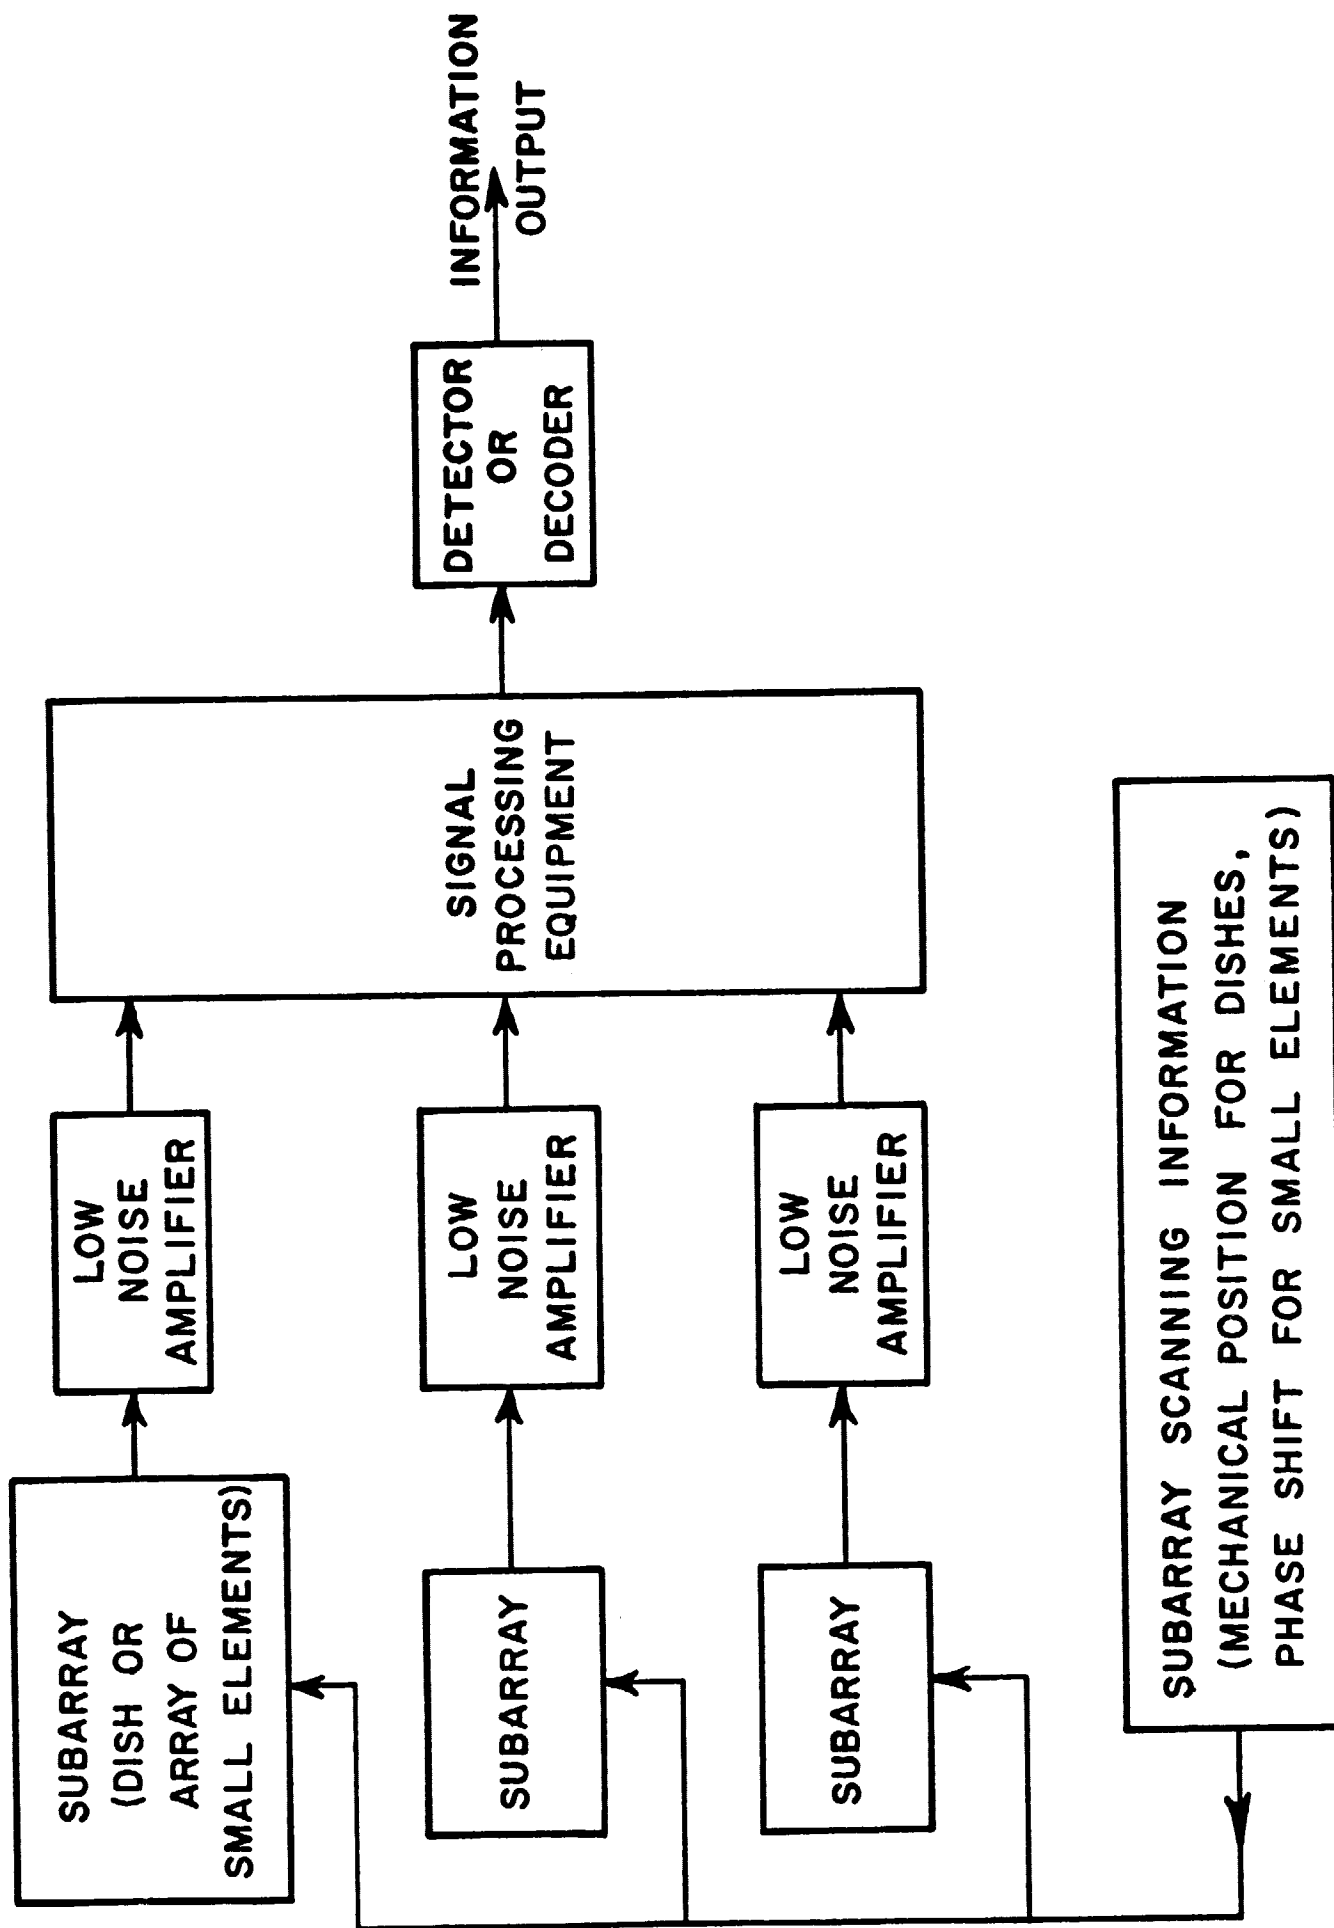 SUBARRAY
(DISH OR
ARRAY OF
SMALL ELEMENTS)
LOW
NOISE
AMPLIFIER
SUBARRAY
LOW
NOISE
AMPLIFIER
SUBARRAY
LOW
NOISE
AMPLIFIER
SIGNAL
PROCESSING
EQUIPMENT
DETECTOR
OR
DECODER
INFORMATION
OUTPUT
SUBARRAY SCANNING INFORMATION
(MECHANICAL POSITION FOR DISHES,
PHASE SHIFT FOR SMALL ELEMENTS)